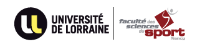 UNIVERSITÉ
DE LORRAINE
faculté des
sciences
du sport